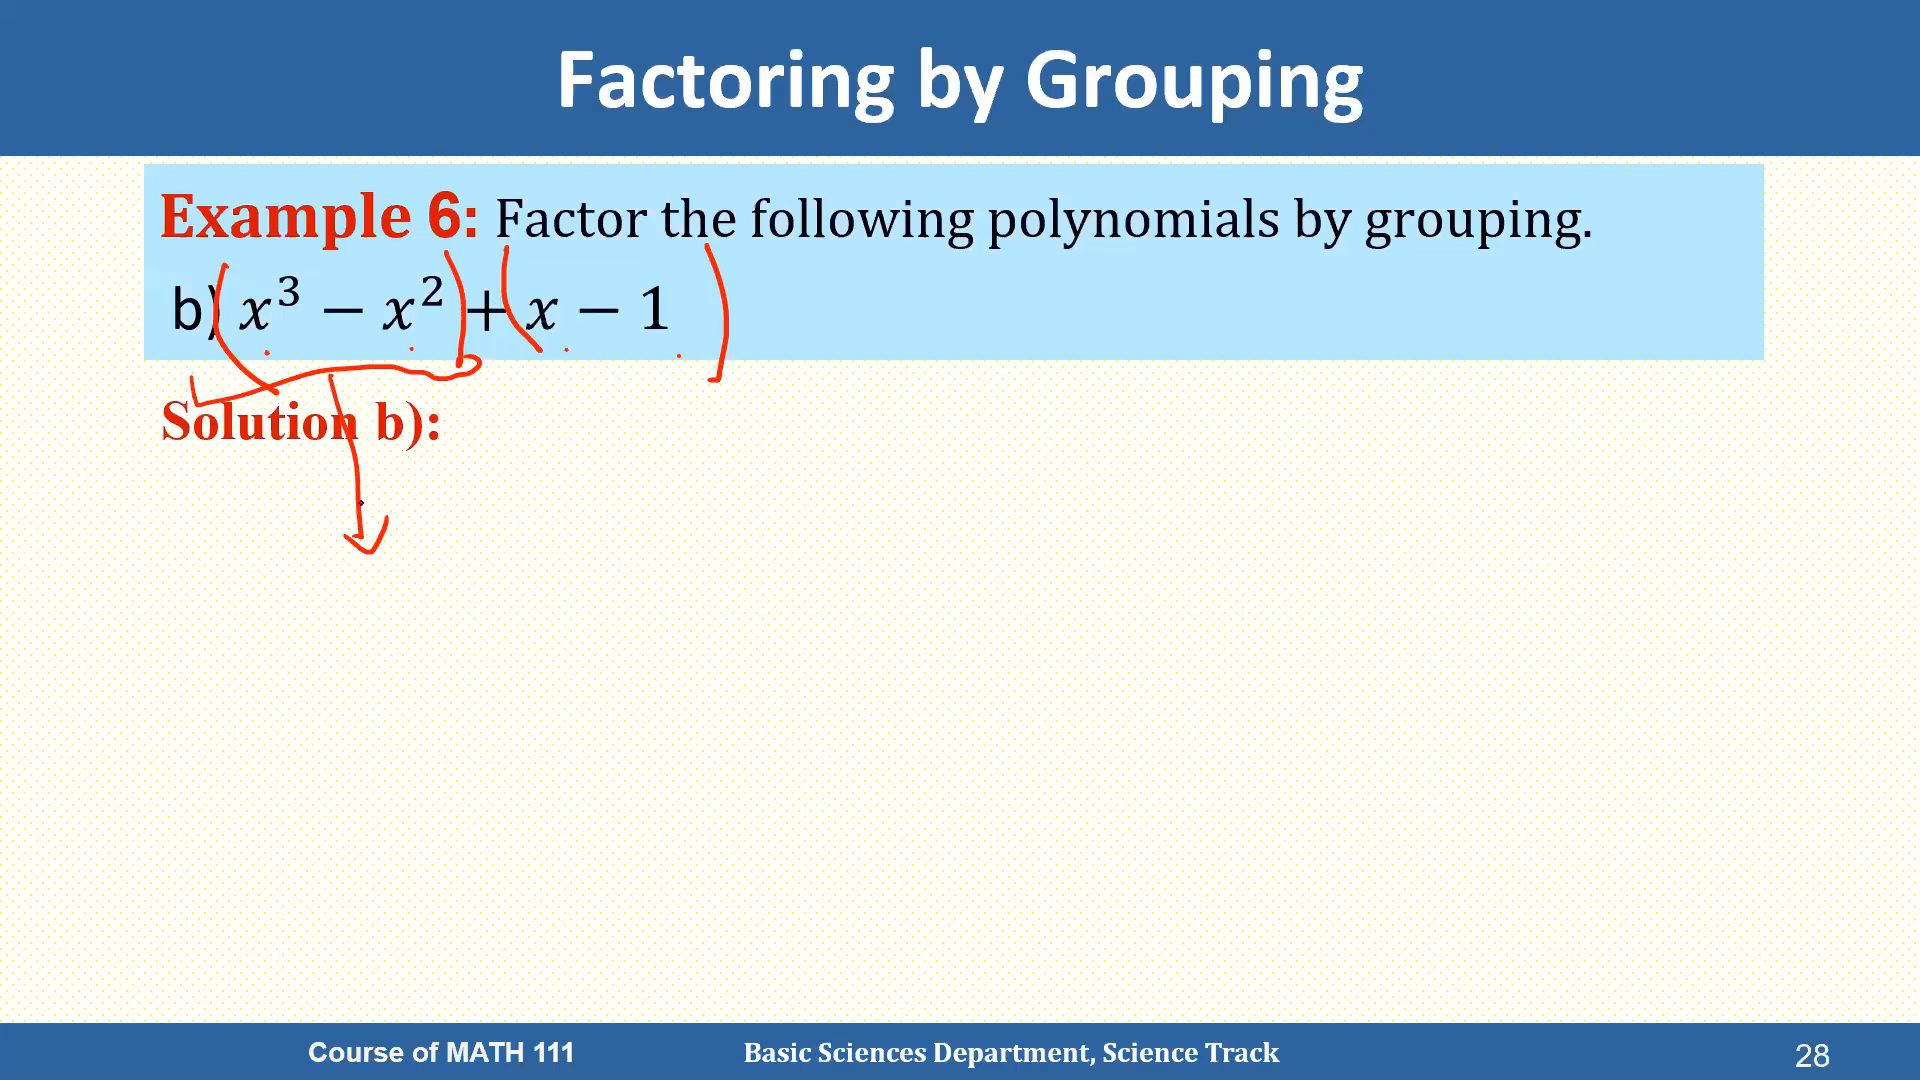 Factoring by Grouping
Example 6: Factor the following polynomials by grouping.
b) x³ − x² + x − 1
Solution b):
Course of MATH 111
Basic Sciences Department, Science Track
28